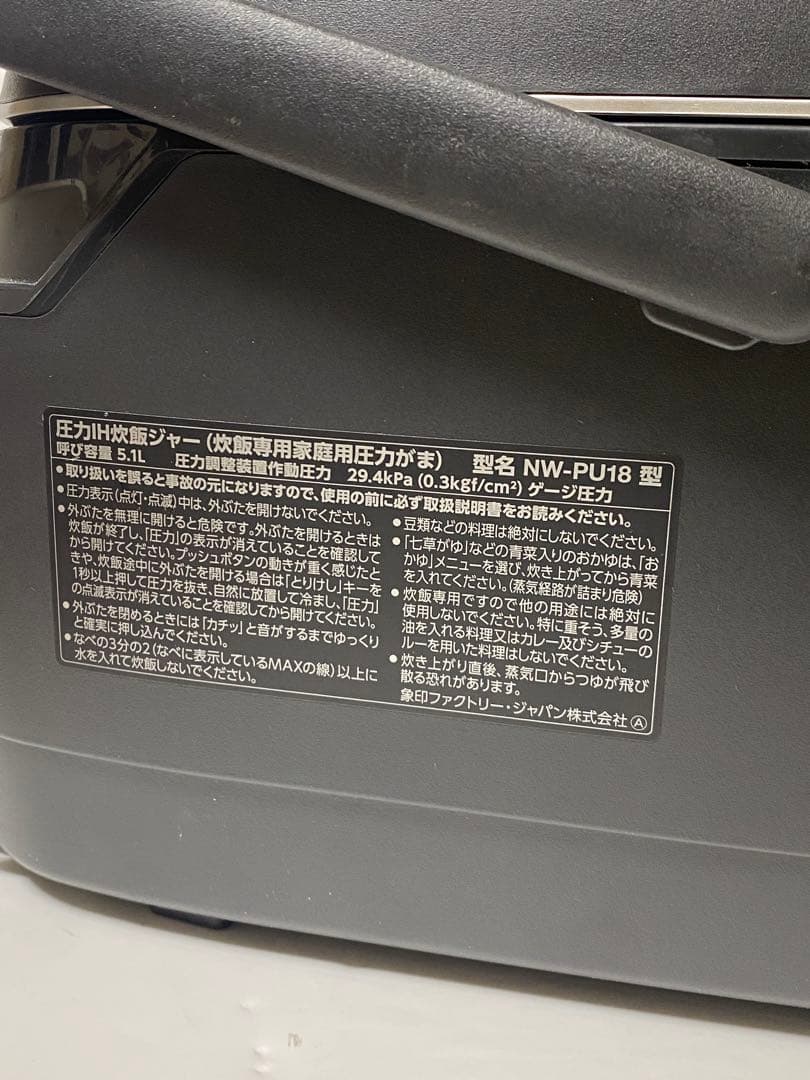 圧力IH炊飯ジャー(炊飯専用家庭用圧力がま) 型名 NW-PU18 型
呼び容量 5.1L 圧力調整装置作動圧力 29.4kPa (0.3kgf/cm²) ゲージ圧力
●取り扱いを誤ると事故の元になりますので、使用の前に必ず取扱説明書をお読みください。
●圧力表示(点灯・点滅)中は、外ぶたを開けないでください。
●外ぶたを無理に開けると危険です。外ぶたを開けるときは
炊飯が終了し、「圧力」の表示が消えていることを確認して
から開けてください。プッシュボタンの動きが重く感じたと
きや、炊飯途中に外ぶたを開ける場合は「とりけし」キーを
1秒以上押して圧力を抜き、自然に放置して冷まし、「圧力」
の点滅表示が消えていることを確認してから開けてください。
●外ぶたを閉めるときには「カチッ」と音がするまでゆっくり
と確実に押し込んでください。
●なべの3分の2(なべに表示しているMAXの線)以上に
水を入れて炊飯しないでください。
●豆類などの料理は絶対にしないでください。
●「七草がゆ」などの青菜入りのおかゆは、「お
かゆ」メニューを選び、炊き上がってから青菜
を入れてください。(蒸気経路が詰まり危険)
●炊飯専用ですので他の用途には絶対に
使用しないでください。特に重そう、多量の
油を入れる料理又はカレー及びシチューの
ルーを用いた料理はしないでください。
●炊き上がり直後、蒸気口からつゆが飛び
散る恐れがあります。
象印ファクトリー・ジャパン株式会社Ⓐ